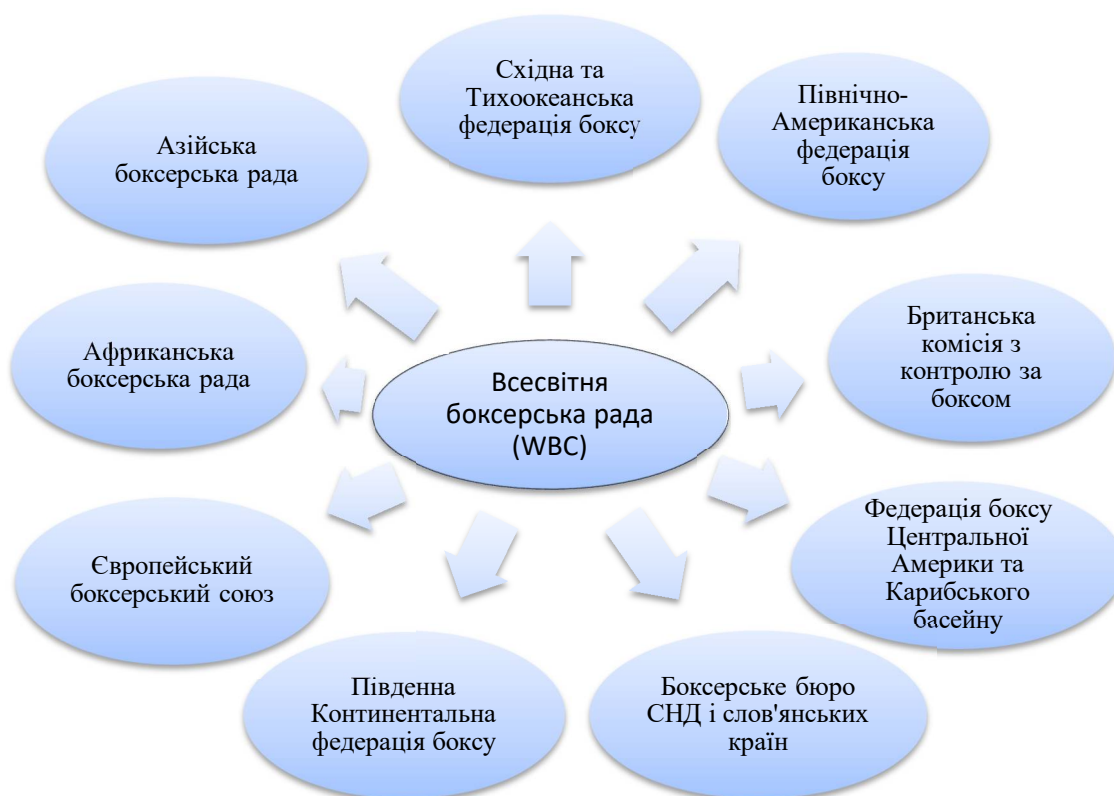 Східна та
Тихоокеанська
федерація боксу
Північно-
Американська
федерація
боксу
Азійська
боксерська рада
Британська
комісія з
контролю за
боксом
Африканська
боксерська рада
Всесвітня
боксерська рада
(WBC)
Федерація боксу
Центральної
Америки та
Карибського
басейну
Європейський
боксерський союз
Південна
Континентальна
федерація боксу
Боксерське бюро
СНД і слов'янських
країн